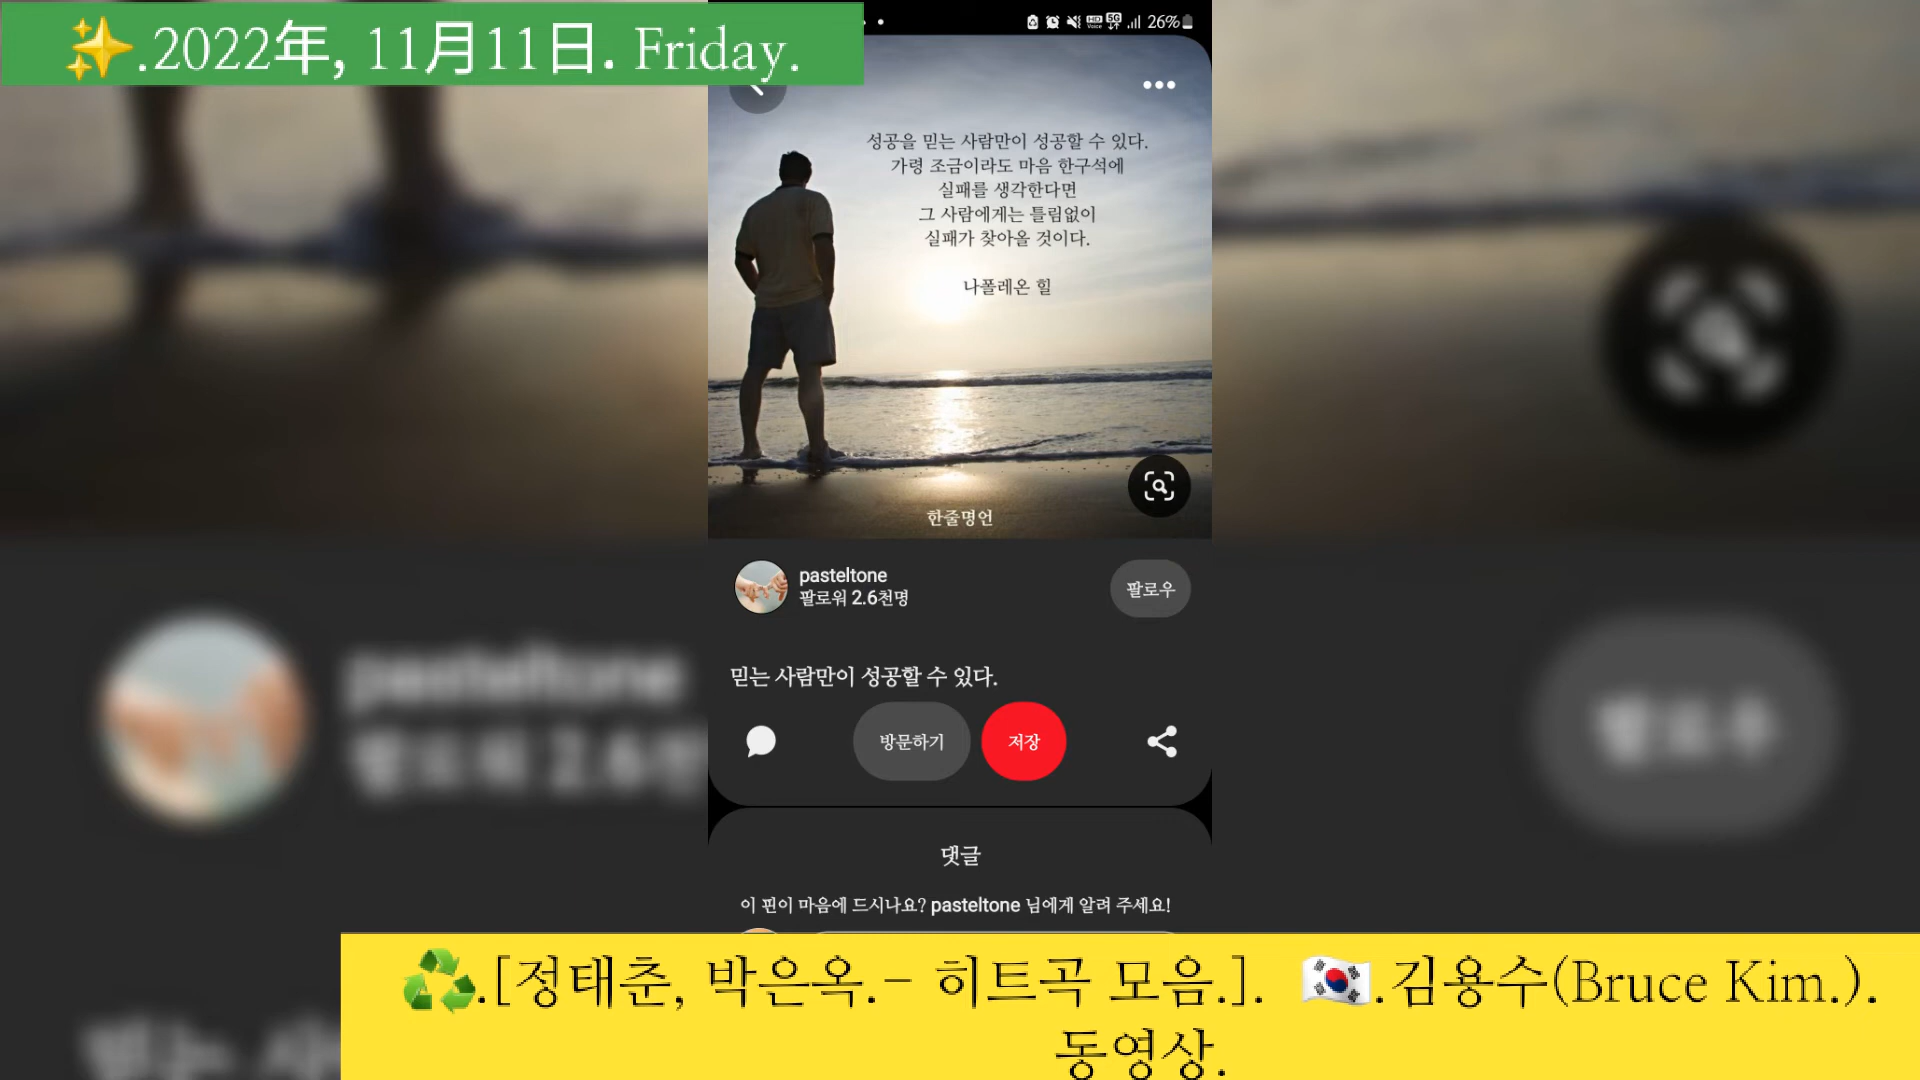 ✨.2022年, 11月11日. Friday.
26%
성공을 믿는 사람만이 성공할 수 있다.
가령 조금이라도 마음 한구석에
실패를 생각한다면
그 사람에게는 틀림없이
실패가 찾아올 것이다.
나폴레온 힐
한줄명언
pasteltone
팔로워 2.6천명
팔로우
믿는 사람만이 성공할 수 있다.
방문하기
저장
댓글
이 핀이 마음에 드시나요? pasteltone 님에게 알려 주세요!
♻️.[정태춘, 박은옥.- 히트곡 모음.]. 🇰🇷.김용수(Bruce Kim.).
동영상.